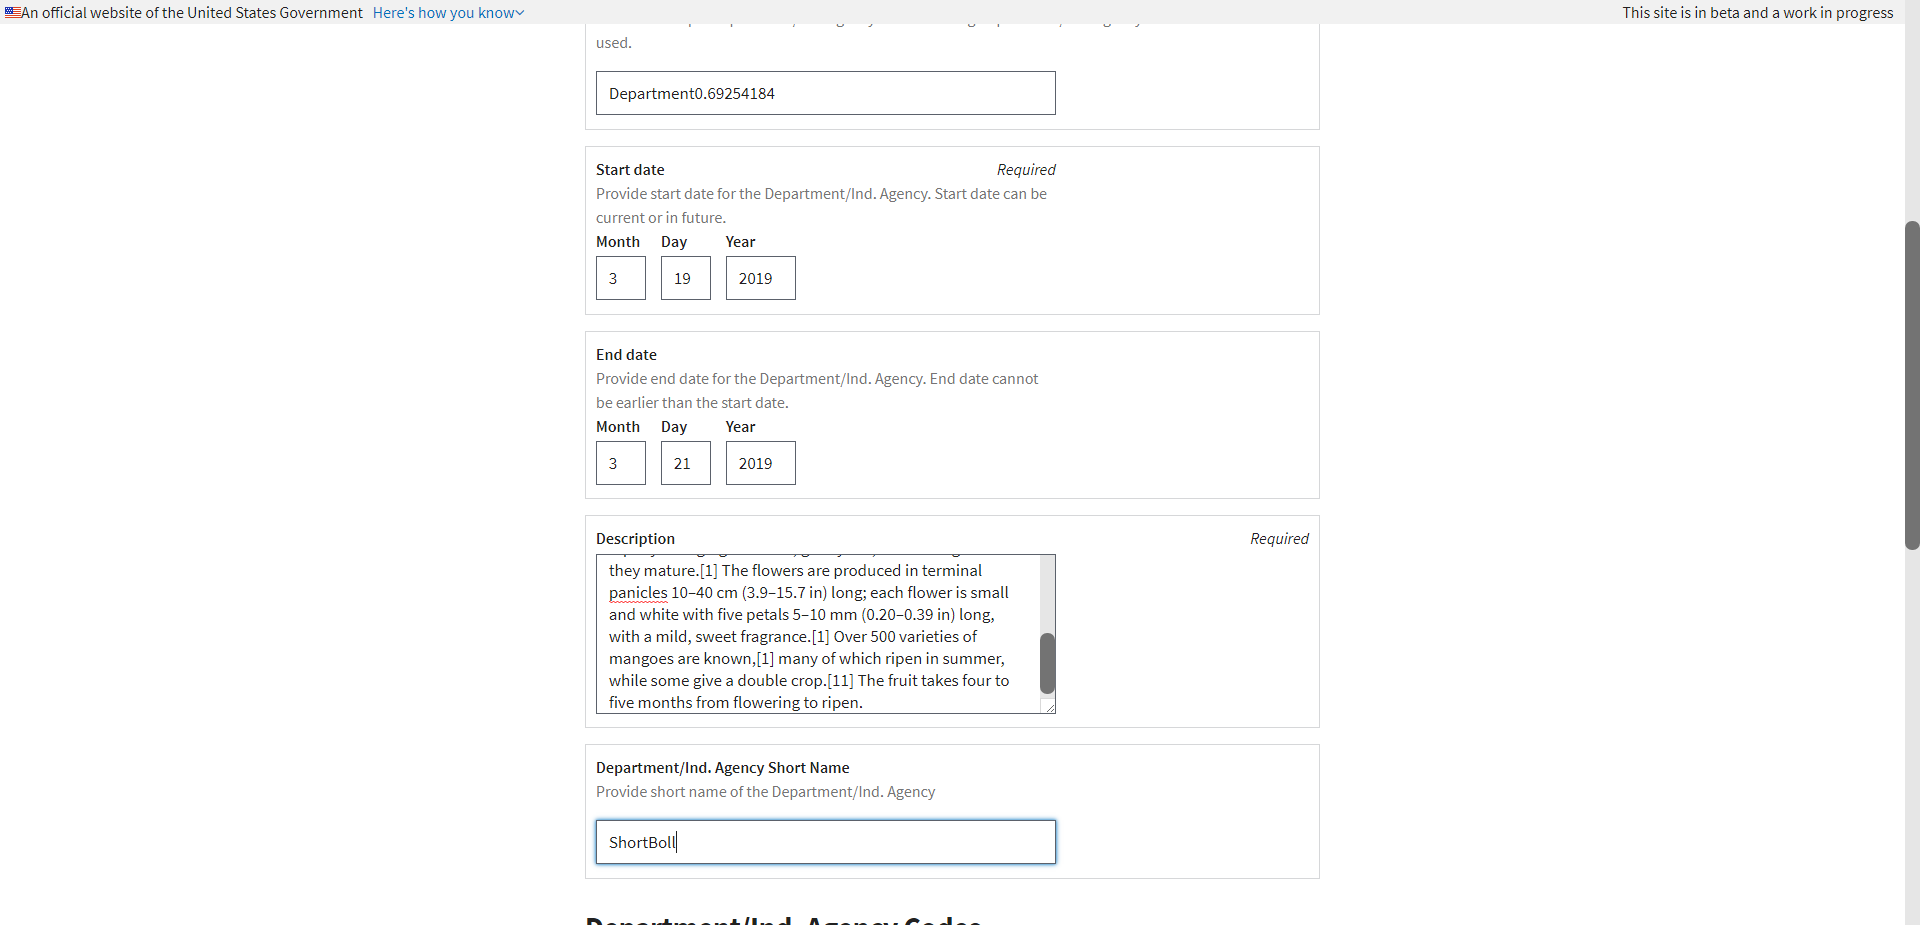 An official website of the United States Government Here's how you know
This site is in beta and a work in progress
used.
Department0.69254184
Start date Required
Provide start date for the Department/Ind. Agency. Start date can be
current or in future.
Month Day Year
3 19 2019
End date
Provide end date for the Department/Ind. Agency. End date cannot
be earlier than the start date.
Month Day Year
3 21 2019
Description Required
they mature.[1] The flowers are produced in terminal
panicles 10–40 cm (3.9–15.7 in) long; each flower is small
and white with five petals 5–10 mm (0.20–0.39 in) long,
with a mild, sweet fragrance.[1] Over 500 varieties of
mangoes are known,[1] many of which ripen in summer,
while some give a double crop.[11] The fruit takes four to
five months from flowering to ripen.
Department/Ind. Agency Short Name
Provide short name of the Department/Ind. Agency
ShortBoll
Department/Ind. Agency Codes